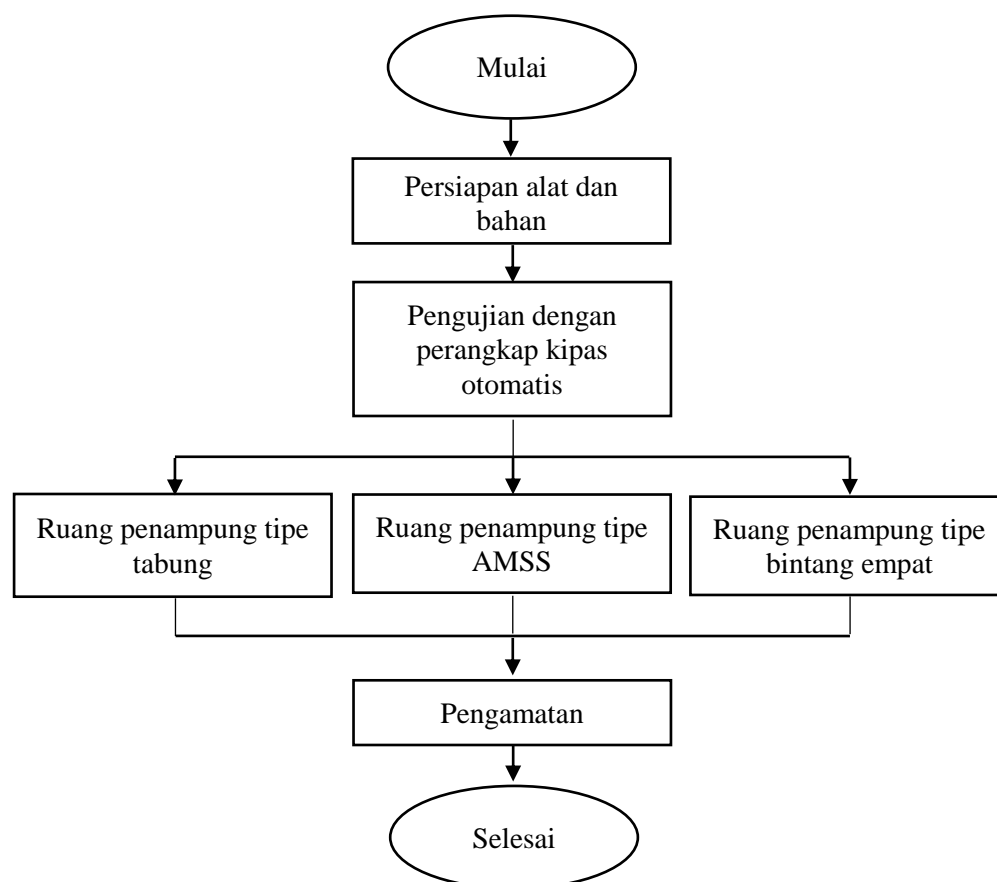 Mulai
Persiapan alat dan
bahan
Pengujian dengan
perangkap kipas
otomatis
Ruang penampung tipe
tabung
Ruang penampung tipe
AMSS
Ruang penampung tipe
bintang empat
Pengamatan
Selesai